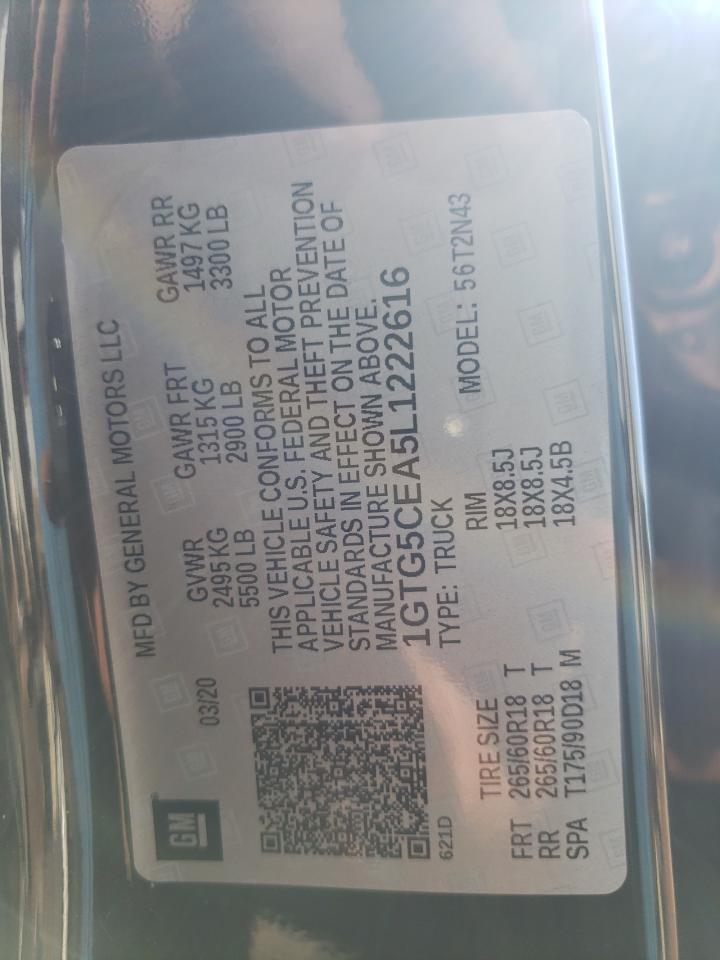 GM
MFD BY GENERAL MOTORS LLC
03/20
GVWR GAWR FRT GAWR RR
2495 KG 1315 KG 1497 KG
5500 LB 2900 LB 3300 LB
THIS VEHICLE CONFORMS TO ALL
APPLICABLE U.S. FEDERAL MOTOR
VEHICLE SAFETY AND THEFT PREVENTION
STANDARDS IN EFFECT ON THE DATE OF
MANUFACTURE SHOWN ABOVE.
1GTG5CEA5L1222616
621D
TYPE: TRUCK MODEL: 56T2N43
TIRE SIZE RIM
FRT 265/60R18 T 18X8.5J
RR 265/60R18 T 18X8.5J
SPA T175/90D18 M 18X4.5B